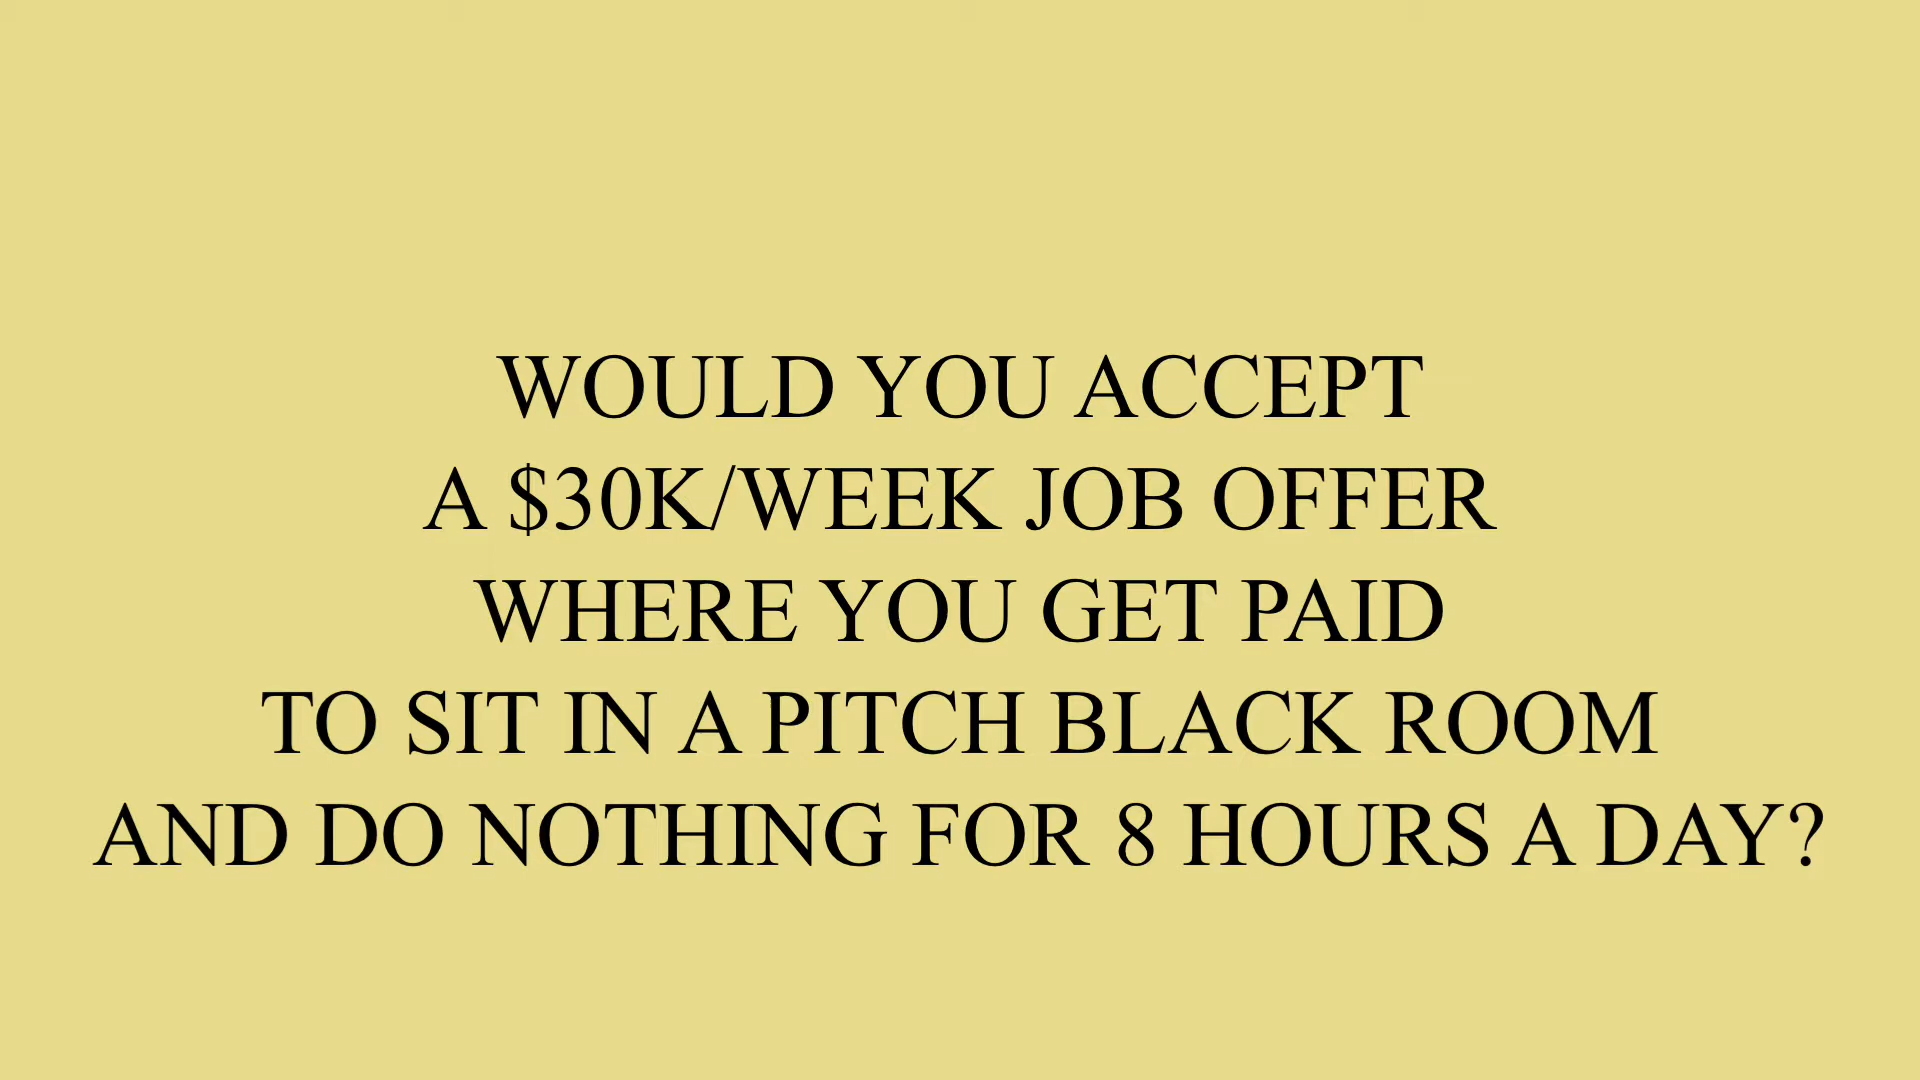 WOULD YOU ACCEPT
A $30K/WEEK JOB OFFER
WHERE YOU GET PAID
TO SIT IN A PITCH BLACK ROOM
AND DO NOTHING FOR 8 HOURS A DAY?